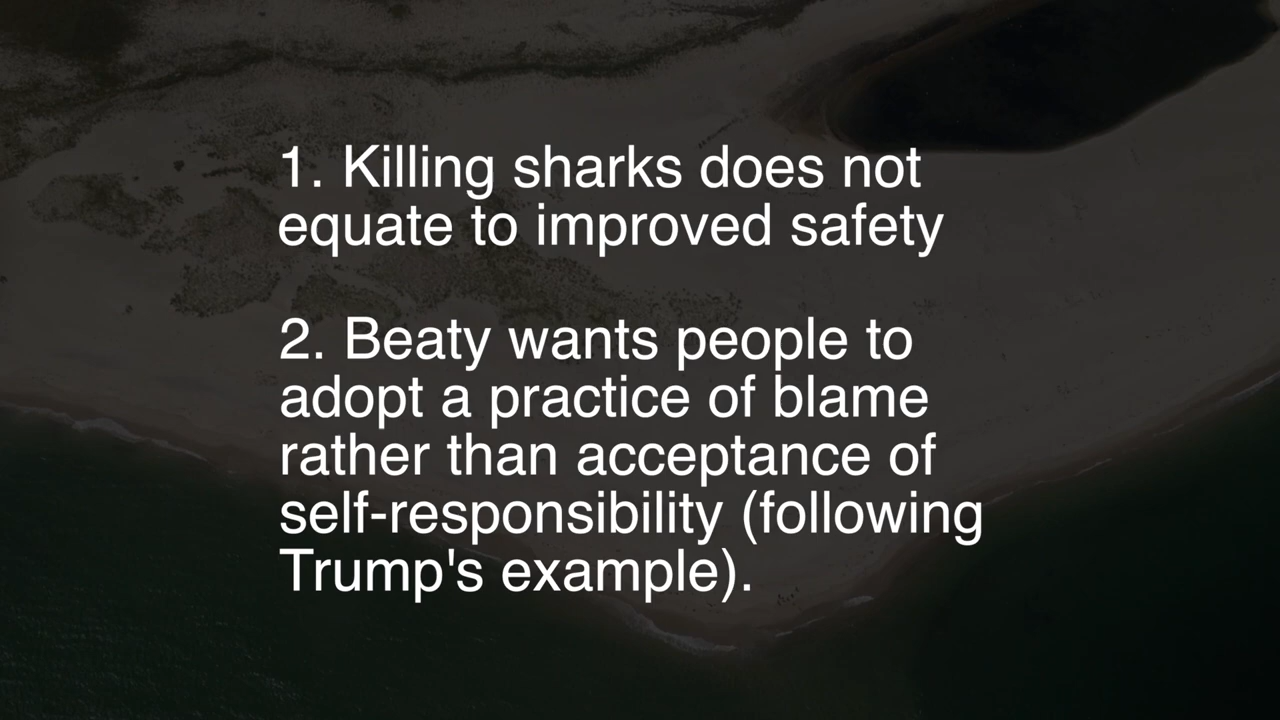 1. Killing sharks does not
equate to improved safety
2. Beaty wants people to
adopt a practice of blame
rather than acceptance of
self-responsibility (following
Trump's example).